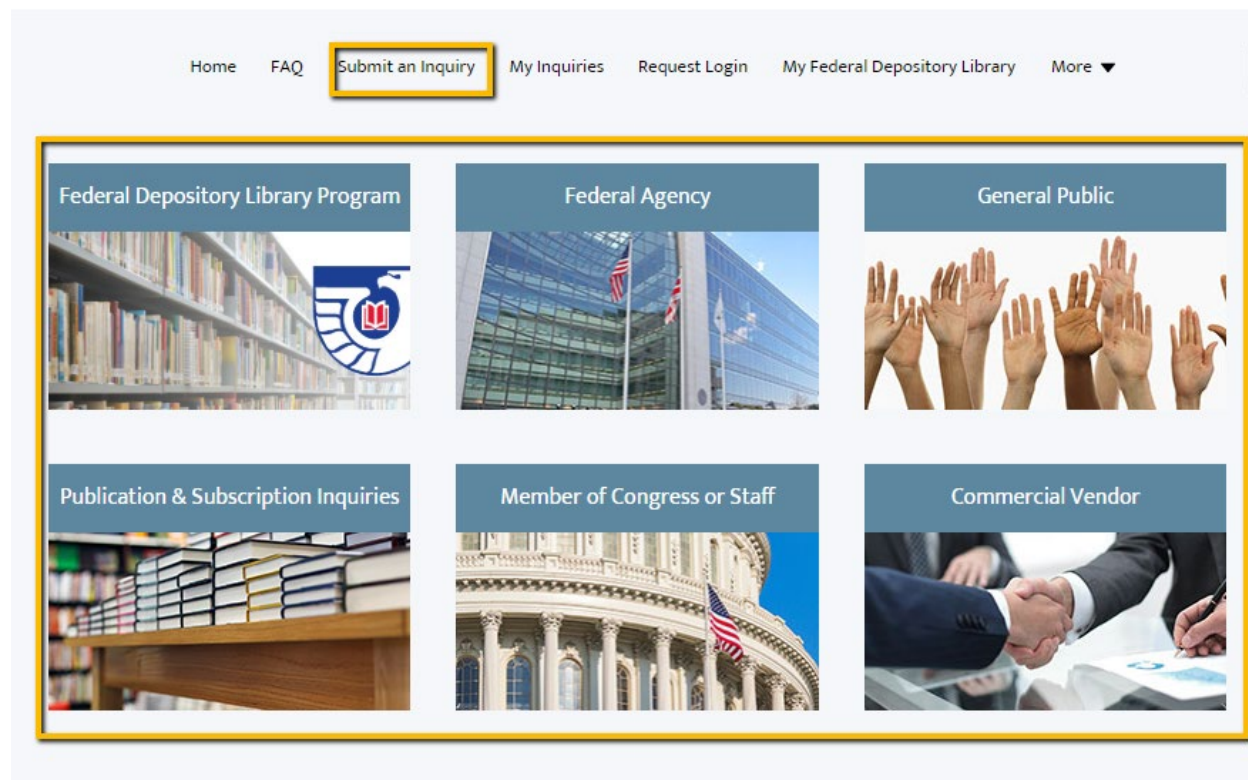 Home FAQ Submit an Inquiry My Inquiries Request Login My Federal Depository Library More ▼
Federal Depository Library Program Federal Agency General Public
Publication & Subscription Inquiries Member of Congress or Staff Commercial Vendor